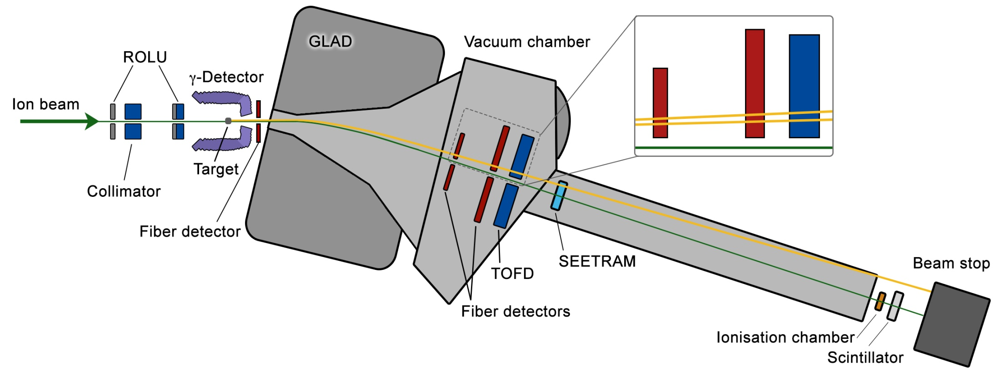 GLAD
Vacuum chamber
ROLU
γ-Detector
Ion beam
Target
Collimator
Fiber detector
SEETRAM
TOFD
Beam stop
Fiber detectors
Ionisation chamber
Scintillator